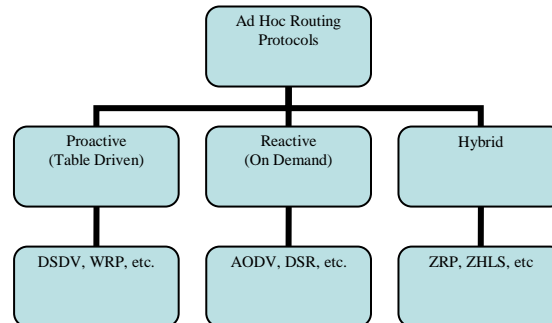 Ad Hoc Routing
Protocols
Proactive
(Table Driven)
Reactive
(On Demand)
Hybrid
DSDV, WRP, etc.
AODV, DSR, etc.
ZRP, ZHLS, etc